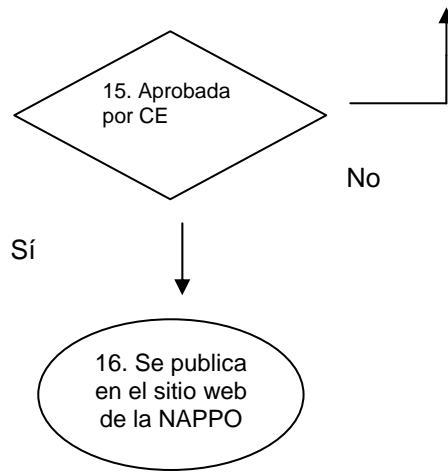 15. Aprobada
por CE
No
Sí
16. Se publica
en el sitio web
de la NAPPO